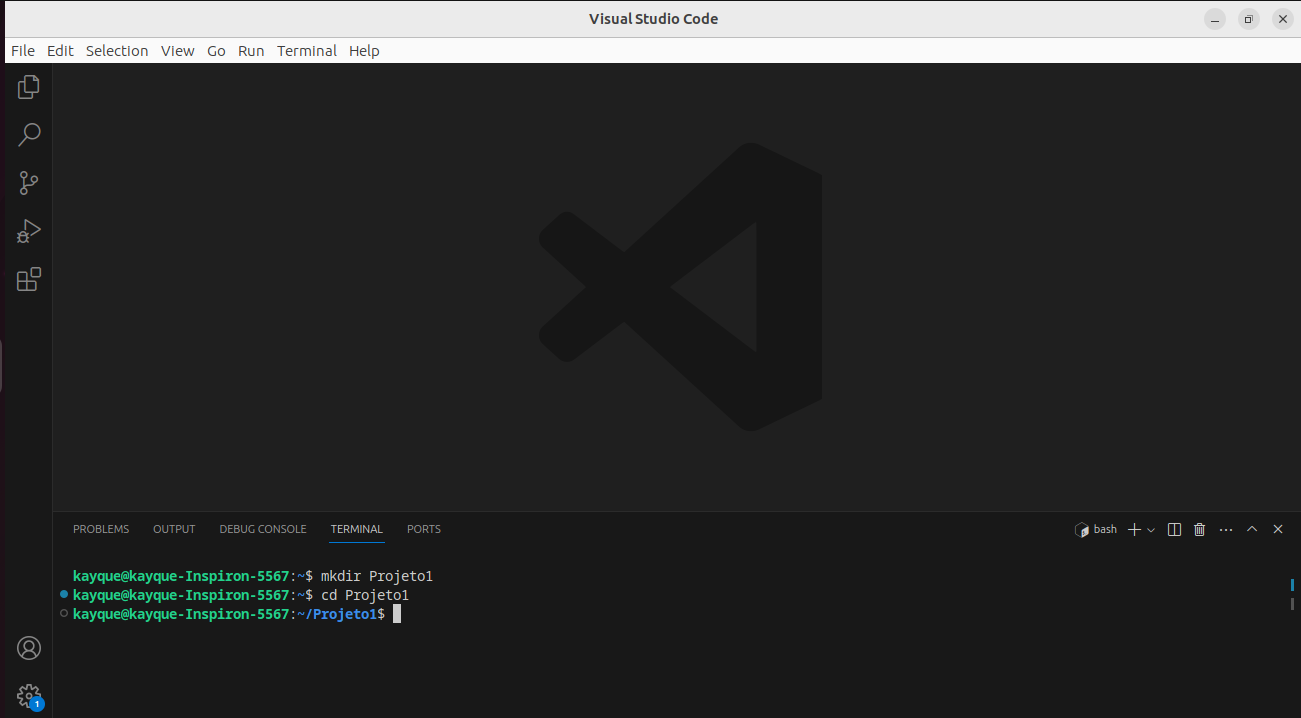 Visual Studio Code
File Edit Selection View Go Run Terminal Help
PROBLEMS OUTPUT DEBUG CONSOLE TERMINAL PORTS bash
kayque@kayque-Inspiron-5567:~$ mkdir Projeto1
kayque@kayque-Inspiron-5567:~$ cd Projeto1
kayque@kayque-Inspiron-5567:~/Projeto1$
1